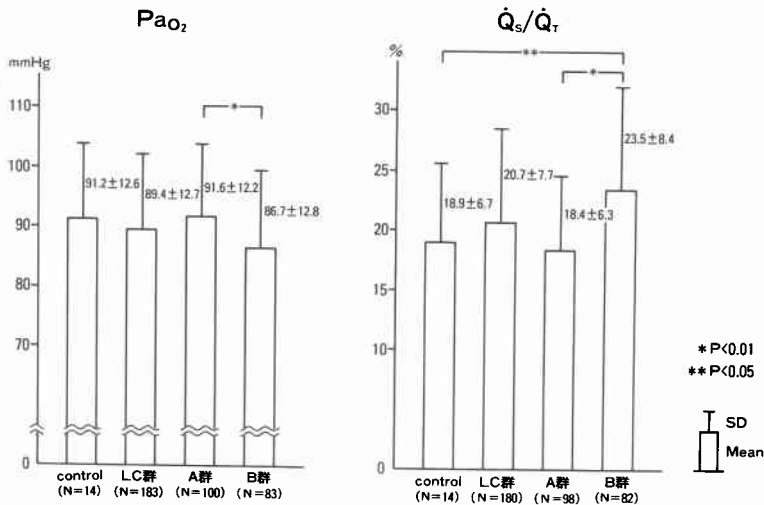 PaO2
mmHg
110
100
90
80
70
0
*
91.2±12.6
89.4±12.7
91.6±12.2
86.7±12.8
control
(N=14)
LC群
(N=183)
A群
(N=100)
B群
(N=83)
Q̇s/Q̇T
%
30
25
20
15
10
0
**
*
18.9±6.7
20.7±7.7
18.4±6.3
23.5±8.4
control
(N=14)
LC群
(N=180)
A群
(N=98)
B群
(N=82)
*P<0.01
**P<0.05
SD
Mean